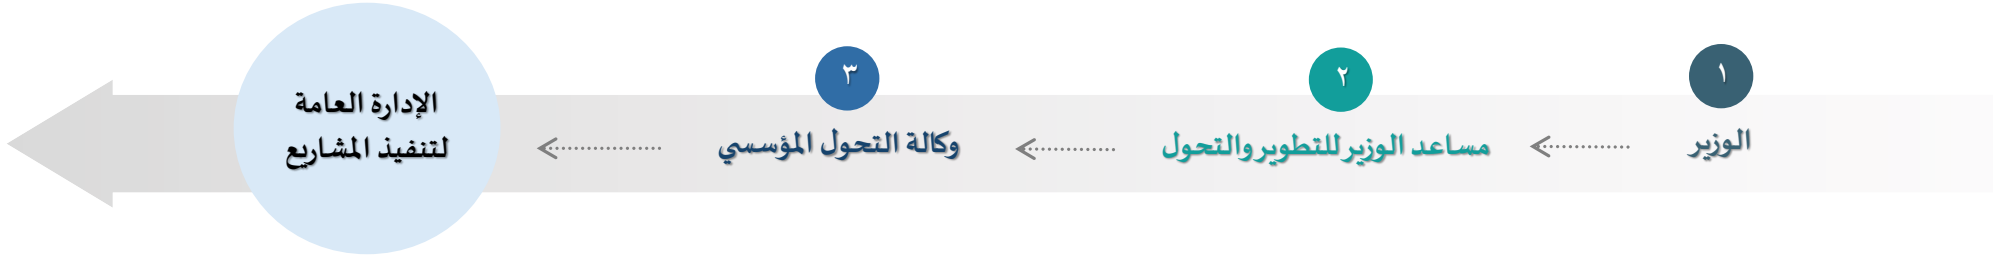 ١
الوزير
٢
مساعد الوزير للتطوير والتحول
٣
وكالة التحول المؤسسي
الإدارة العامة
لتنفيذ المشاريع